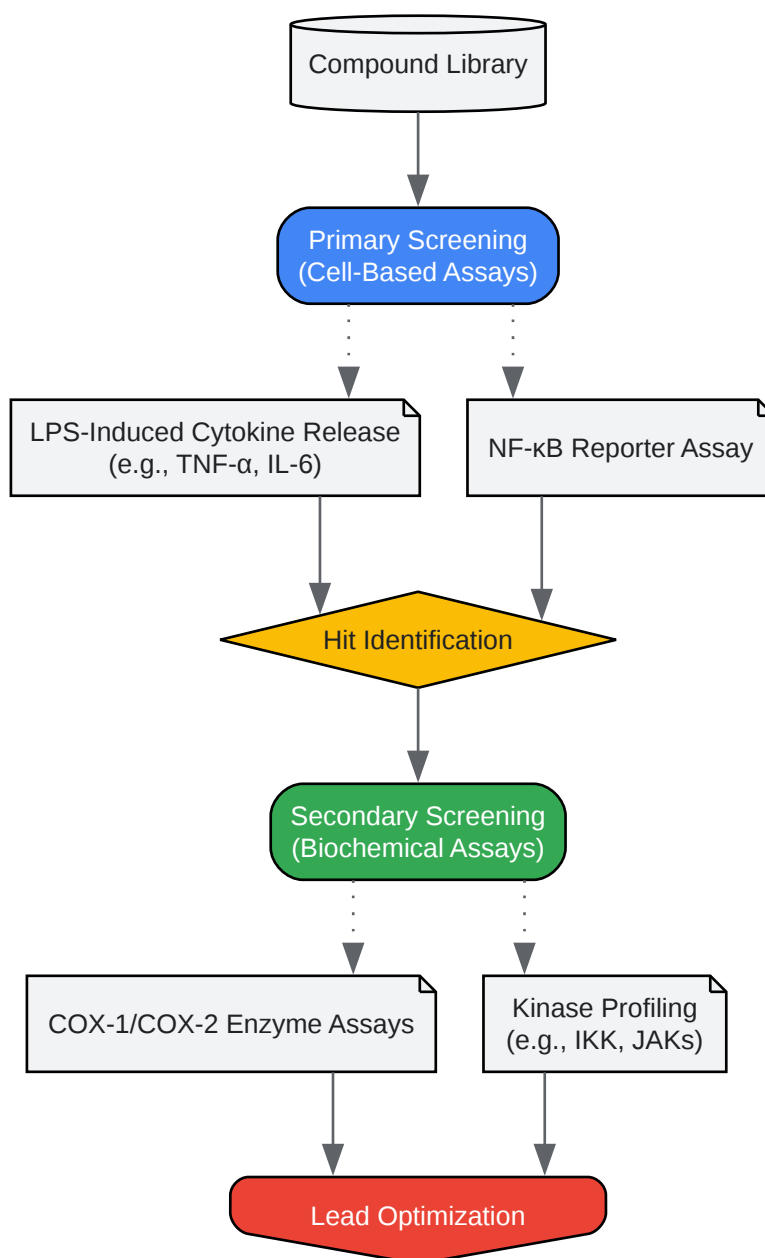 Compound Library
Primary Screening
(Cell-Based Assays)
LPS-Induced Cytokine Release
(e.g., TNF-α, IL-6)
NF-κB Reporter Assay
Hit Identification
Secondary Screening
(Biochemical Assays)
COX-1/COX-2 Enzyme Assays
Kinase Profiling
(e.g., IKK, JAKs)
Lead Optimization